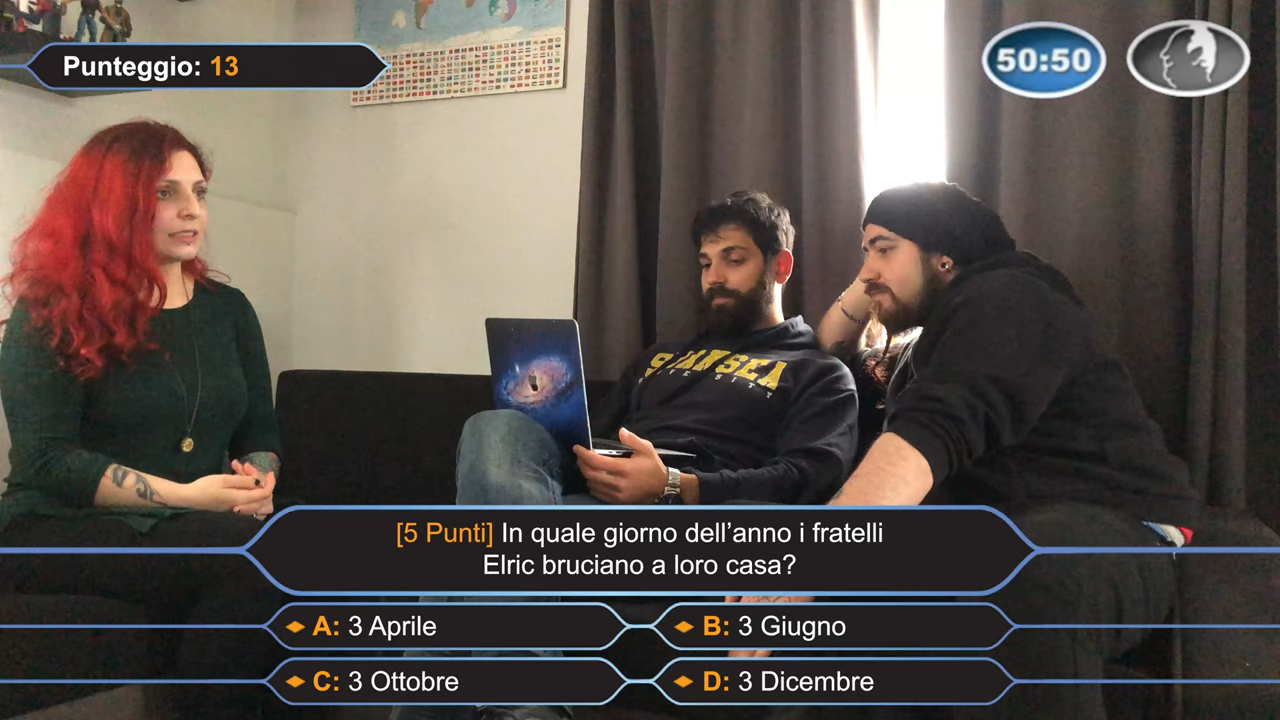 Punteggio: 13
50:50
SWANSEA
[5 Punti] In quale giorno dell’anno i fratelli
Elric bruciano a loro casa?
A: 3 Aprile
B: 3 Giugno
C: 3 Ottobre
D: 3 Dicembre